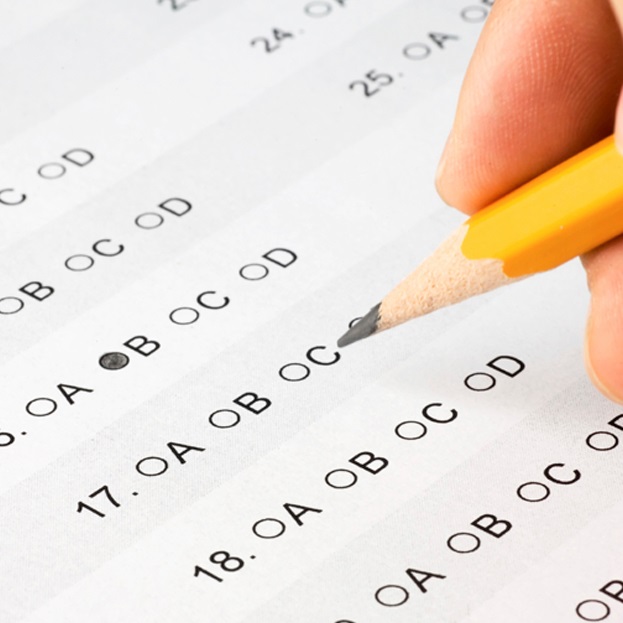 24.
25. A
C D
B C D
A B C D
17. A B C
18. A B C D
A B C D
B